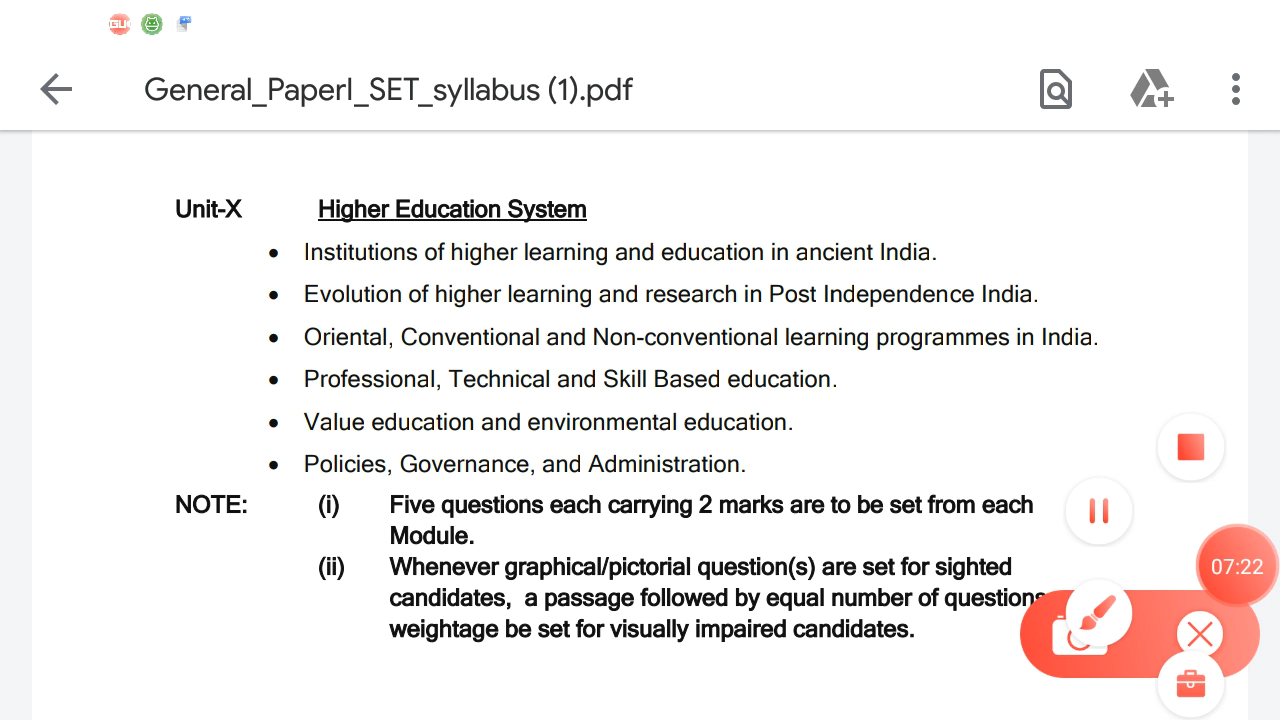 General_PaperI_SET_syllabus (1).pdf
Unit-X Higher Education System
• Institutions of higher learning and education in ancient India.
• Evolution of higher learning and research in Post Independence India.
• Oriental, Conventional and Non-conventional learning programmes in India.
• Professional, Technical and Skill Based education.
• Value education and environmental education.
• Policies, Governance, and Administration.
NOTE: (i) Five questions each carrying 2 marks are to be set from each
Module.
(ii) Whenever graphical/pictorial question(s) are set for sighted
candidates, a passage followed by equal number of questions
weightage be set for visually impaired candidates.
07:22